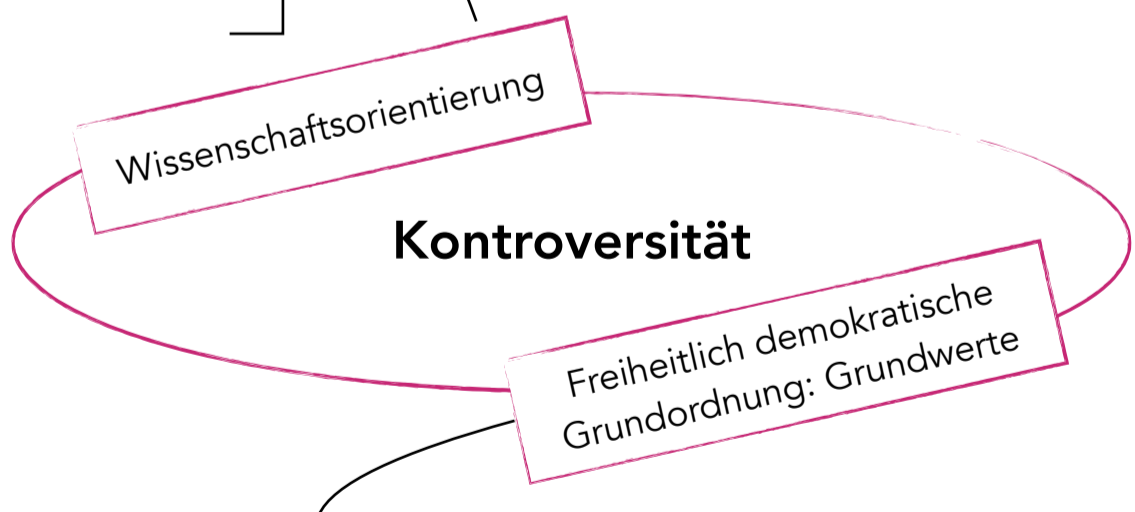 Wissenschaftsorientierung
Kontroversität
Freiheitlich demokratische
Grundordnung: Grundwerte